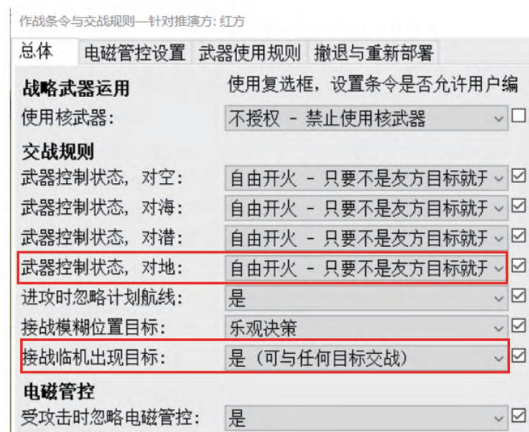 作战条令与交战规则—针对推演方: 红方
总体 电磁管控设置 武器使用规则 撤退与重新部署
战略武器运用 使用复选框，设置条令是否允许用户编
使用核武器: 不授权 - 禁止使用核武器
交战规则
武器控制状态，对空: 自由开火 - 只要不是友方目标就开
武器控制状态，对海: 自由开火 - 只要不是友方目标就开
武器控制状态，对潜: 自由开火 - 只要不是友方目标就开
武器控制状态，对地: 自由开火 - 只要不是友方目标就开
进攻时忽略计划航线: 是
接战模糊位置目标: 乐观决策
接战临机出现目标: 是（可与任何目标交战）
电磁管控
受攻击时忽略电磁管控: 是